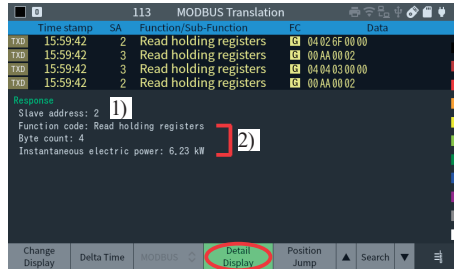 0 113 MODBUS Translation
Time stamp SA Function/Sub-Function FC Data
TXD 15:59:42 2 Read holding registers G 04 02 6F 00 00
TXD 15:59:42 3 Read holding registers G 00 AA 00 02
TXD 15:59:42 3 Read holding registers G 04 04 03 00 00
TXD 15:59:42 2 Read holding registers G 00 AA 00 02
Response
Slave address: 2 1)
Function code: Read holding registers
Byte count: 4 2)
Instantaneous electric power: 6,23 kW
Change Display Delta Time MODBUS Detail Display Position Jump ▲ Search ▼